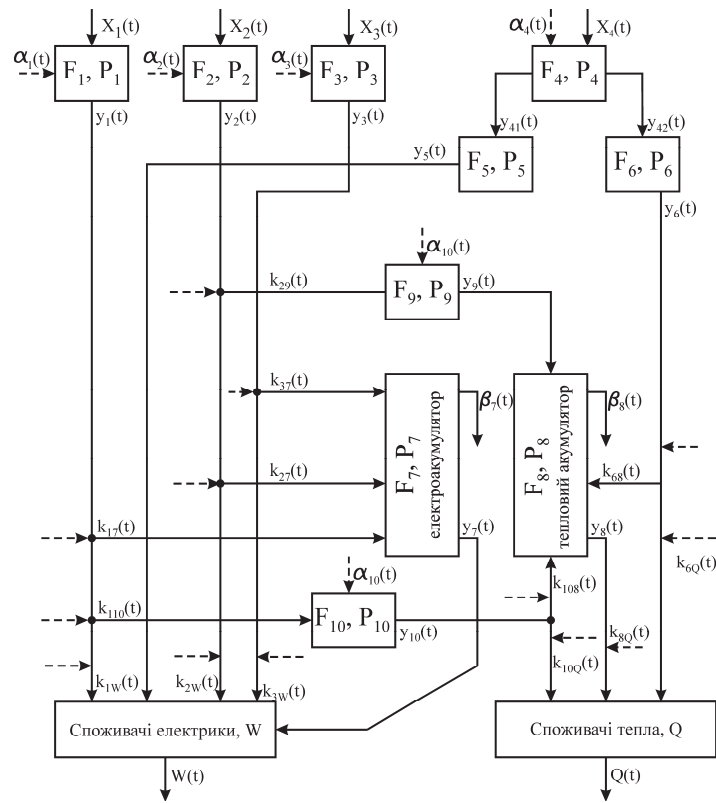 X₁(t) X₂(t) X₃(t) α₄(t) X₄(t)
α₁(t) α₂(t) α₃(t)
F₁, P₁ F₂, P₂ F₃, P₃ F₄, P₄
y₁(t) y₂(t) y₃(t) y₄₁(t) y₄₂(t)
y₅(t) F₅, P₅ F₆, P₆
y₆(t)
α₁₀(t)
k₂₉(t) F₉, P₉ y₉(t)
k₃₇(t) β₇(t) β₈(t)
F₇, P₇
електроакумулятор
F₈, P₈
тепловий акумулятор
k₂₇(t) k₆₈(t)
k₁₇(t) y₇(t) y₈(t)
k₆Q(t)
α₁₀(t) k₁₀₈(t)
k₁₁₀(t) F₁₀, P₁₀ y₁₀(t) k₈Q(t)
k₁₀Q(t)
k₁W(t) k₂W(t) k₃W(t)
Споживачі електрики, W Споживачі тепла, Q
W(t) Q(t)